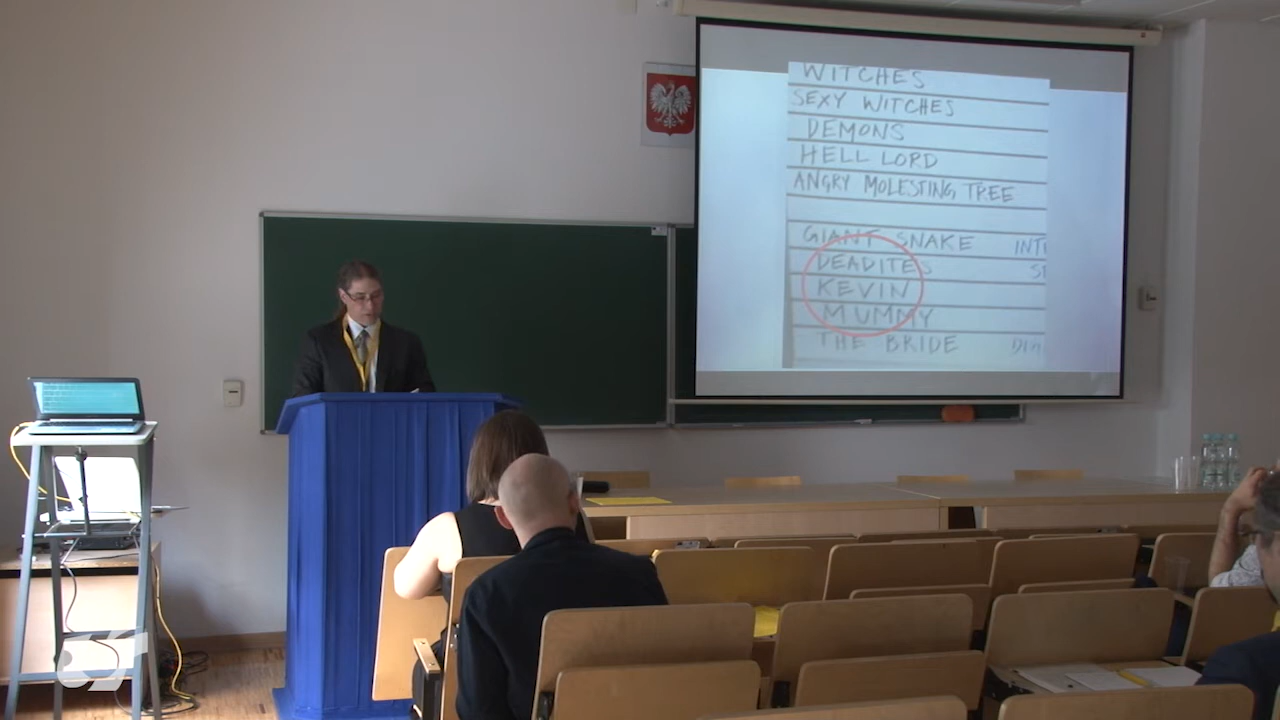 WITCHES
SEXY WITCHES
DEMONS
HELL LORD
ANGRY MOLESTING TREE
GIANT SNAKE
DEADITES
KEVIN
MUMMY
THE BRIDE